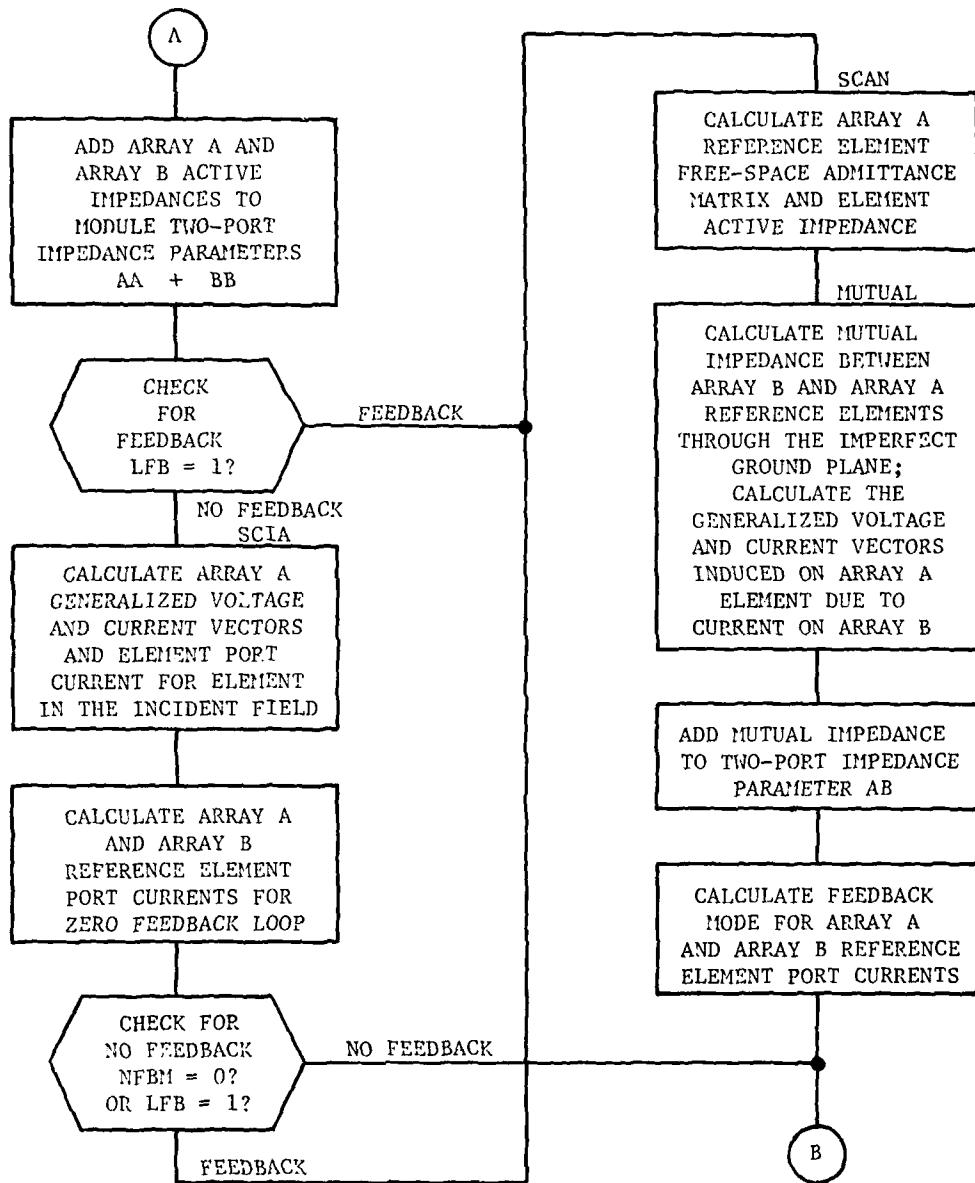 A
ADD ARRAY A AND
ARRAY B ACTIVE
IMPEDANCES TO
MODULE TWO-PORT
IMPEDANCE PARAMETERS
AA + BB
CHECK
FOR
FEEDBACK
LFB = 1?
FEEDBACK
NO FEEDBACK
SCIA
CALCULATE ARRAY A
GENERALIZED VOLTAGE
AND CURRENT VECTORS
AND ELEMENT PORT
CURRENT FOR ELEMENT
IN THE INCIDENT FIELD
CALCULATE ARRAY A
AND ARRAY B
REFERENCE ELEMENT
PORT CURRENTS FOR
ZERO FEEDBACK LOOP
CHECK FOR
NO FEEDBACK
NFBM = 0?
OR LFB = 1?
NO FEEDBACK
FEEDBACK
SCAN
CALCULATE ARRAY A
REFERENCE ELEMENT
FREE-SPACE ADMITTANCE
MATRIX AND ELEMENT
ACTIVE IMPEDANCE
MUTUAL
CALCULATE MUTUAL
IMPEDANCE BETWEEN
ARRAY B AND ARRAY A
REFERENCE ELEMENTS
THROUGH THE IMPERFECT
GROUND PLANE;
CALCULATE THE
GENERALIZED VOLTAGE
AND CURRENT VECTORS
INDUCED ON ARRAY A
ELEMENT DUE TO
CURRENT ON ARRAY B
ADD MUTUAL IMPEDANCE
TO TWO-PORT IMPEDANCE
PARAMETER AB
CALCULATE FEEDBACK
MODE FOR ARRAY A
AND ARRAY B REFERENCE
ELEMENT PORT CURRENTS
B